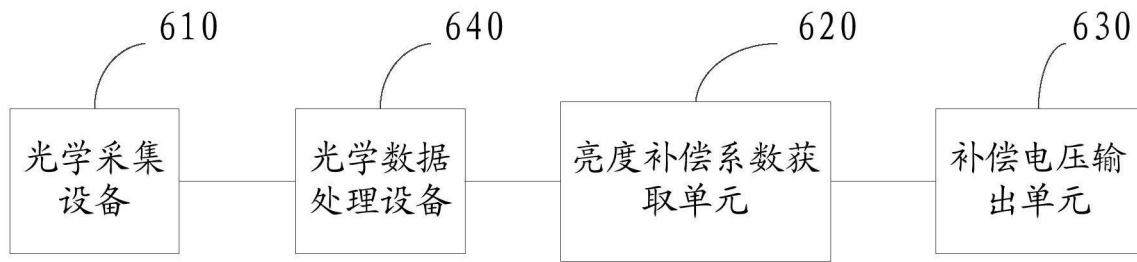 610
640
620
630
光学采集
设备
光学数据
处理设备
亮度补偿系数获
取单元
补偿电压输
出单元